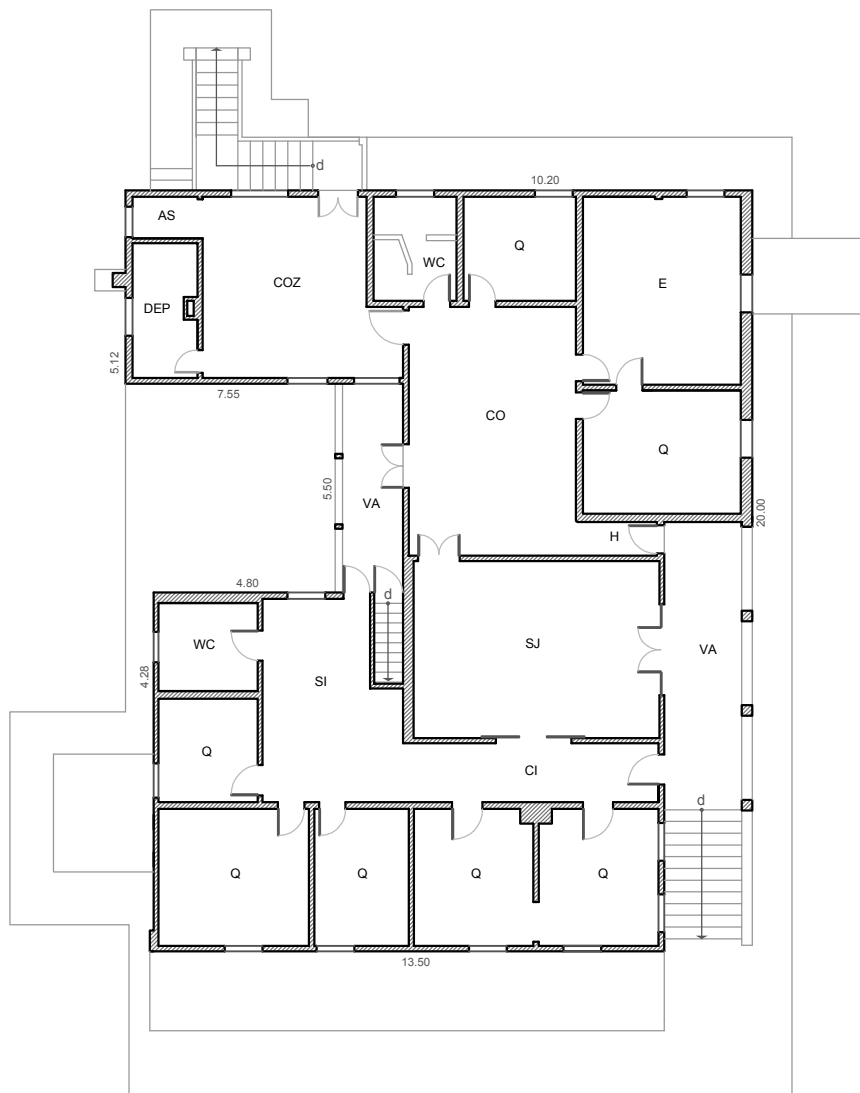 d
10.20
AS
Q
WC
COZ
E
DEP
5.12
7.55
CO
Q
5.50
VA
20.00
H
4.80
d
WC
SJ
VA
4.28
SI
Q
CI
d
Q
Q
Q
Q
13.50